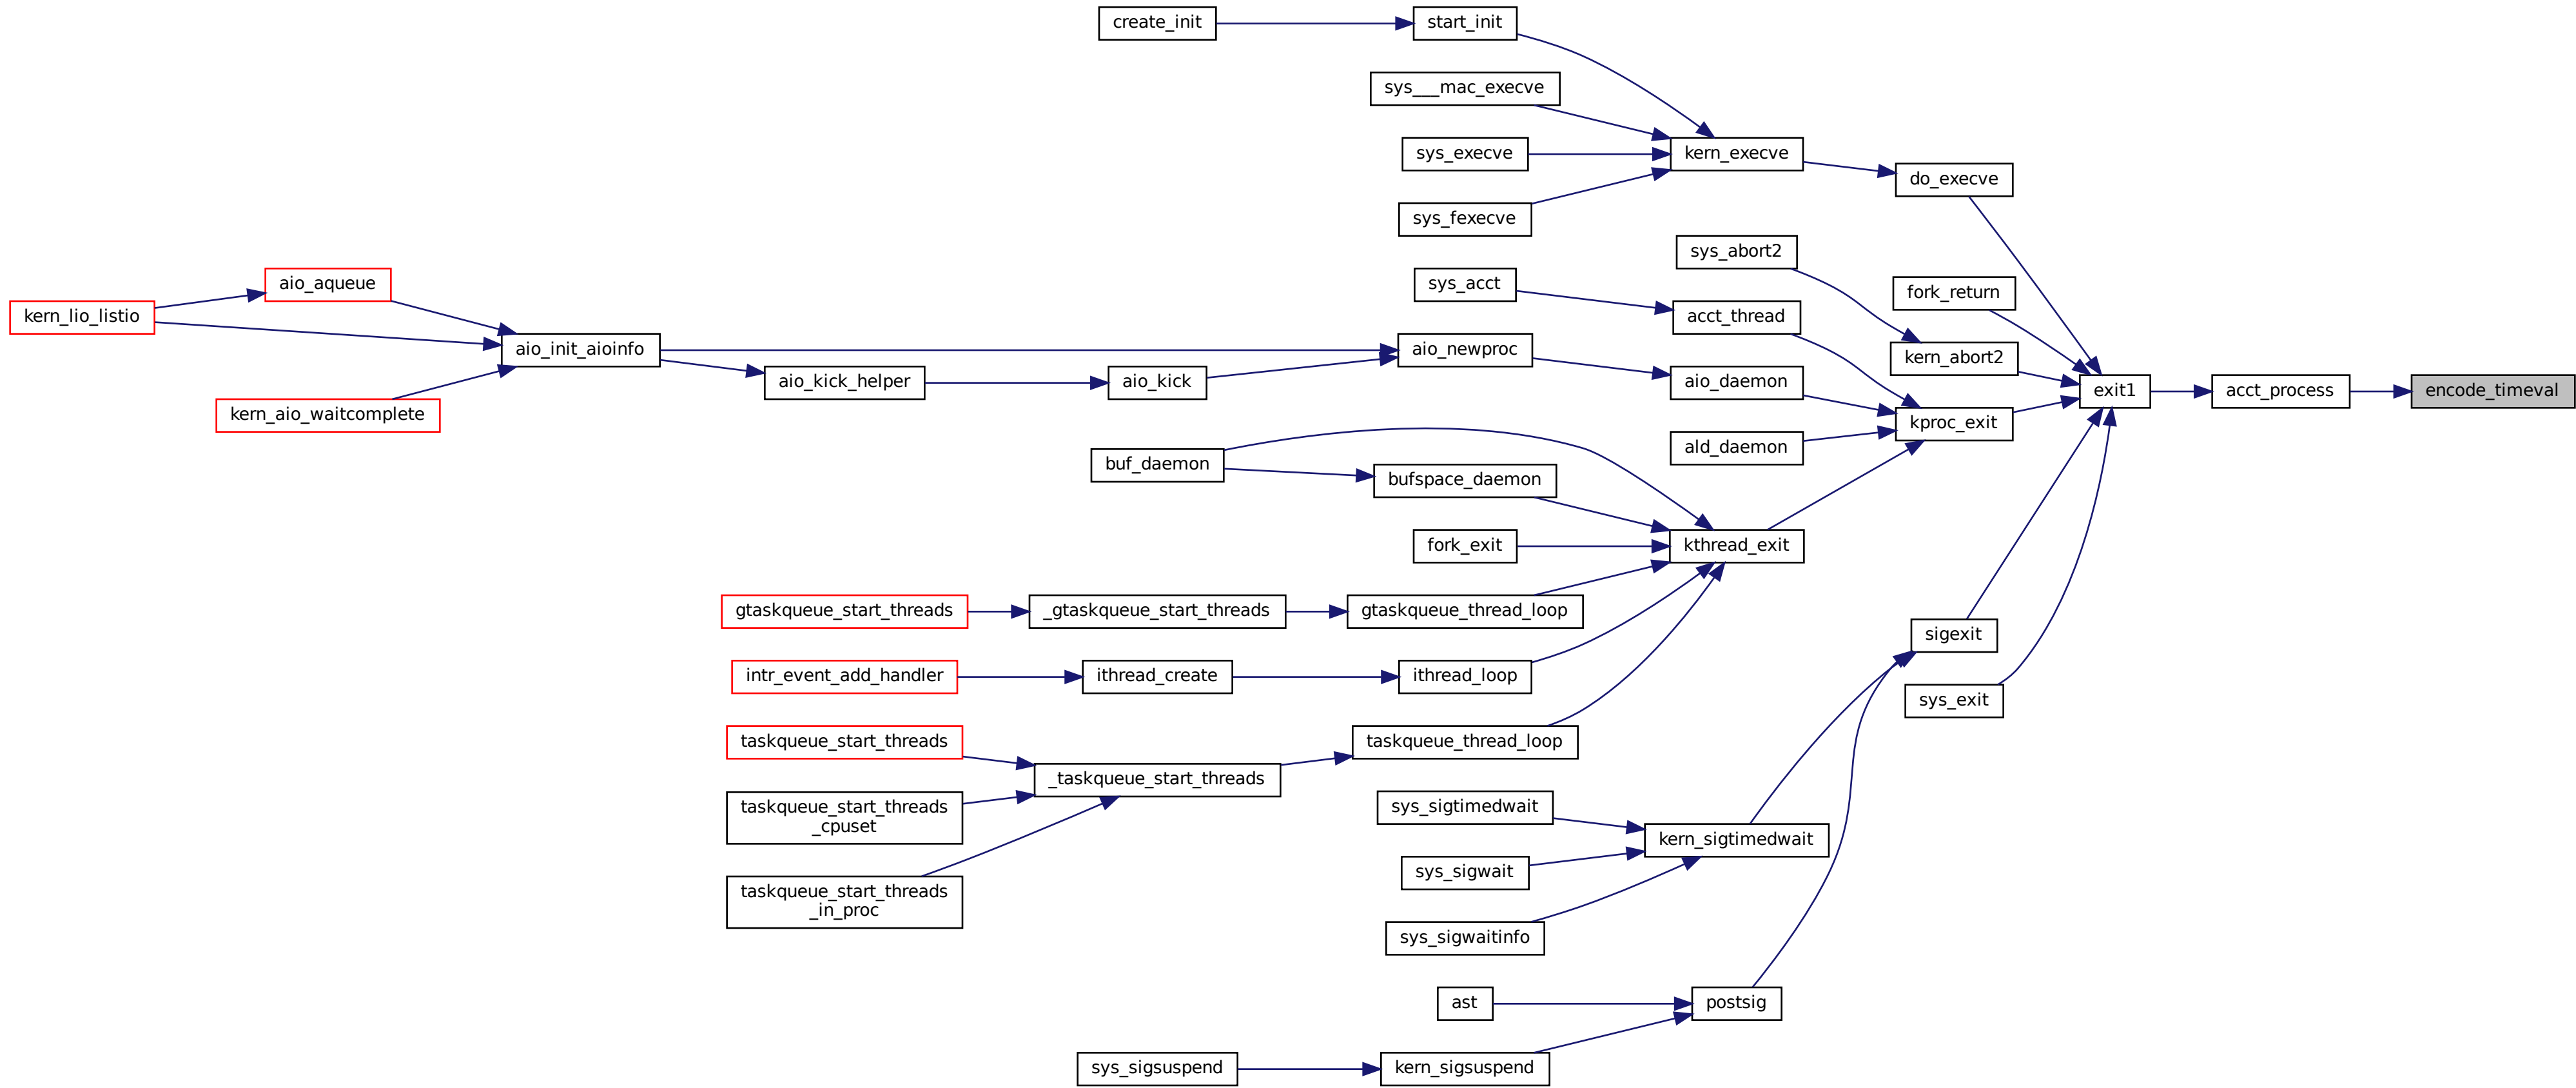 create_init
start_init
sys___mac_execve
sys_execve
kern_execve
do_execve
sys_fexecve
sys_abort2
aio_aqueue
sys_acct
fork_return
kern_lio_listio
acct_thread
aio_init_aioinfo
aio_newproc
kern_abort2
aio_kick_helper
aio_kick
aio_daemon
exit1
acct_process
encode_timeval
kern_aio_waitcomplete
kproc_exit
ald_daemon
buf_daemon
bufspace_daemon
fork_exit
kthread_exit
gtaskqueue_start_threads
_gtaskqueue_start_threads
gtaskqueue_thread_loop
sigexit
intr_event_add_handler
ithread_create
ithread_loop
sys_exit
taskqueue_start_threads
taskqueue_thread_loop
_taskqueue_start_threads
taskqueue_start_threads
_cpuset
sys_sigtimedwait
kern_sigtimedwait
sys_sigwait
taskqueue_start_threads
_in_proc
sys_sigwaitinfo
ast
postsig
sys_sigsuspend
kern_sigsuspend